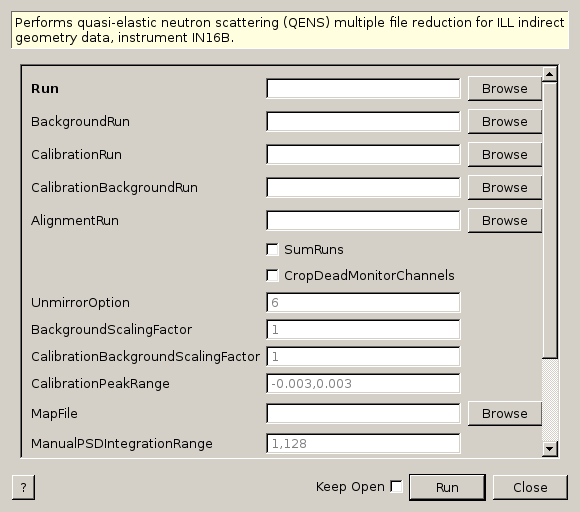 Performs quasi-elastic neutron scattering (QENS) multiple file reduction for ILL indirect
geometry data, instrument IN16B.
Run Browse
BackgroundRun Browse
CalibrationRun Browse
CalibrationBackgroundRun Browse
AlignmentRun Browse
SumRuns
CropDeadMonitorChannels
UnmirrorOption 6
BackgroundScalingFactor 1
CalibrationBackgroundScalingFactor 1
CalibrationPeakRange -0.003,0.003
MapFile Browse
ManualPSDIntegrationRange 1,128
? Keep Open Run Close